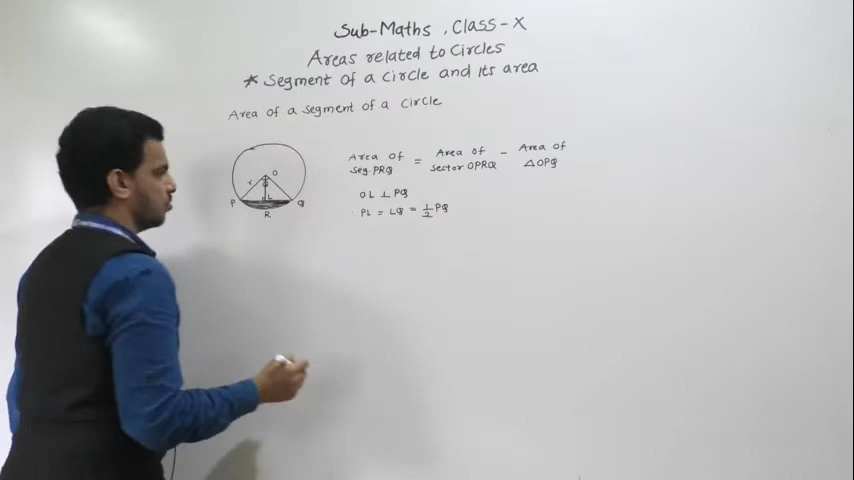 Sub-Maths , Class-X
Areas related to Circles
* Segment of a circle and its area
Area of a segment of a circle
Area of seg. PRQ = Area of sector OPRQ - Area of △OPQ
OL ⊥ PQ
∴ PL = LQ = 1/2 PQ
O
r
θ
L
P
Q
R